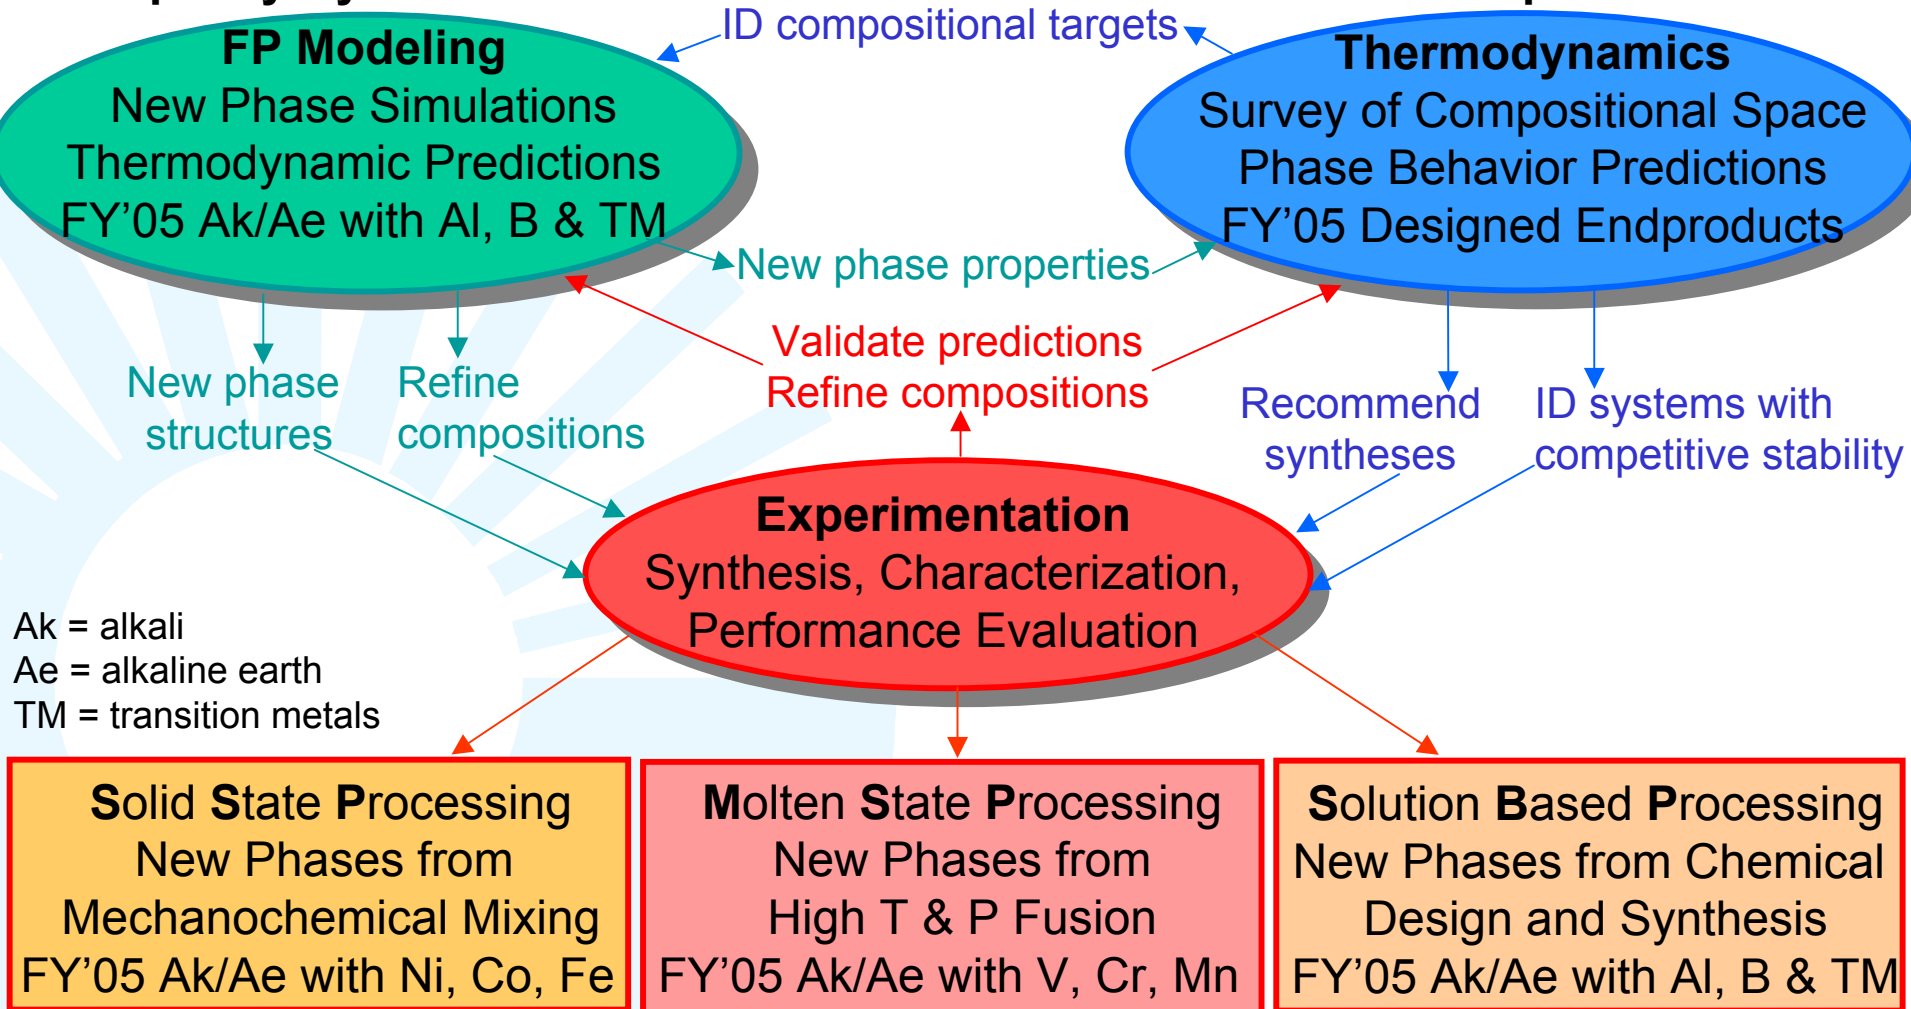 ID compositional targets
FP Modeling
New Phase Simulations
Thermodynamic Predictions
FY'05 Ak/Ae with Al, B & TM
Thermodynamics
Survey of Compositional Space
Phase Behavior Predictions
FY'05 Designed Endproducts
New phase properties
Validate predictions
Refine compositions
New phase
structures
Refine
compositions
Recommend
syntheses
ID systems with
competitive stability
Experimentation
Synthesis, Characterization,
Performance Evaluation
Ak = alkali
Ae = alkaline earth
TM = transition metals
Solid State Processing
New Phases from
Mechanochemical Mixing
FY'05 Ak/Ae with Ni, Co, Fe
Molten State Processing
New Phases from
High T & P Fusion
FY'05 Ak/Ae with V, Cr, Mn
Solution Based Processing
New Phases from Chemical
Design and Synthesis
FY'05 Ak/Ae with Al, B & TM